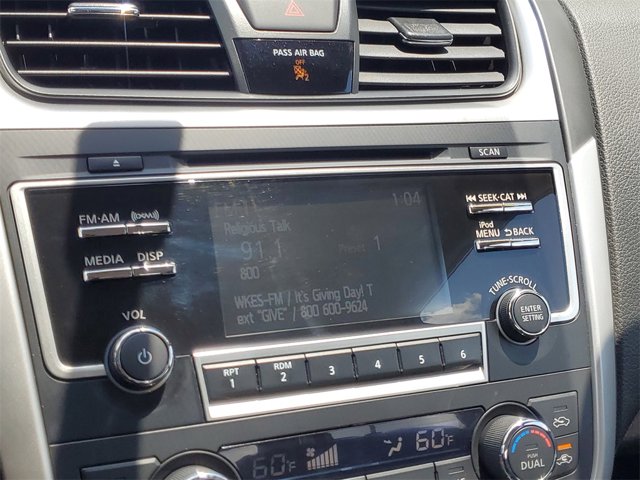 PASS AIR BAG
OFF
2
SCAN
FM·AM
MEDIA DISP
VOL
1:04
Religious Talk
91.1
Preset 1
800
WKES-FM / It's Giving Day! T
ext "GIVE" / 800 600-9624
SEEK·CAT
iPod
MENU BACK
TUNE·SCROLL
ENTER
SETTING
RPT
1
RDM
2
3
4
5
6
60°F
60°F
PUSH
DUAL